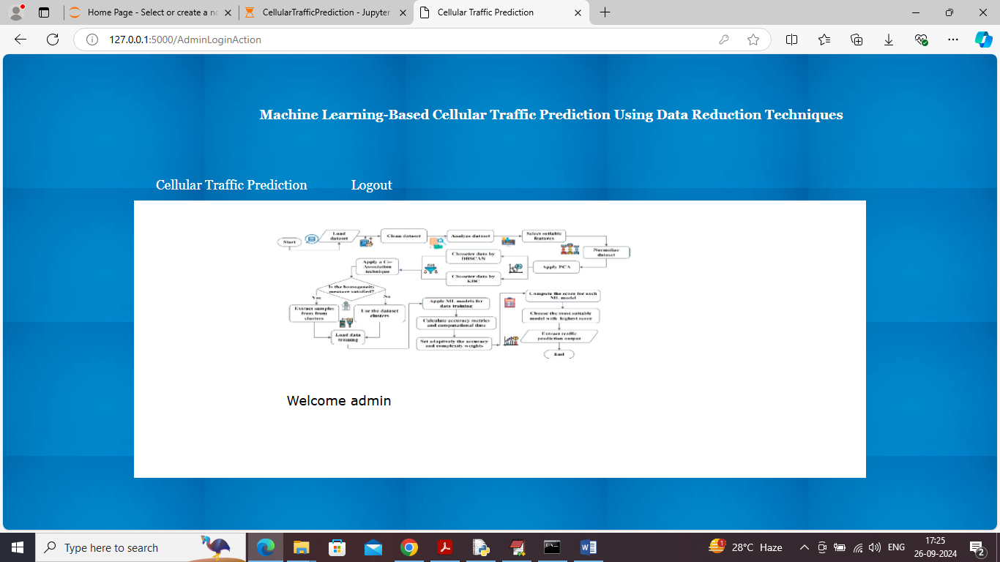 Home Page - Select or create a no
CellularTrafficPrediction - Jupyter
Cellular Traffic Prediction
127.0.0.1:5000/AdminLoginAction
Machine Learning-Based Cellular Traffic Prediction Using Data Reduction Techniques
Cellular Traffic Prediction
Logout
Start
Load
dataset
Clean dataset
Analyze dataset
Select suitable
features
Normalize
dataset
Apply PCA
Closseter data by
DBSCAN
Closseter data by
Apply a Co-
Association
technique
Is the homogeneity
measure satisfied?
Yes
No
Extract samples
from from
clusters
Use the dataset
clusters
Load data
training
Apply ML models for
data training
Calculate accuracy metrics
and computational time
Set adaptively the accuracy
and complexity weights
Compute the score for each
ML model
Choose the most suitable
model with highest score
Extract traffic
prediction output
End
Welcome admin
Type here to search
28°C Haze
1
ENG
17:25
26-09-2024
2